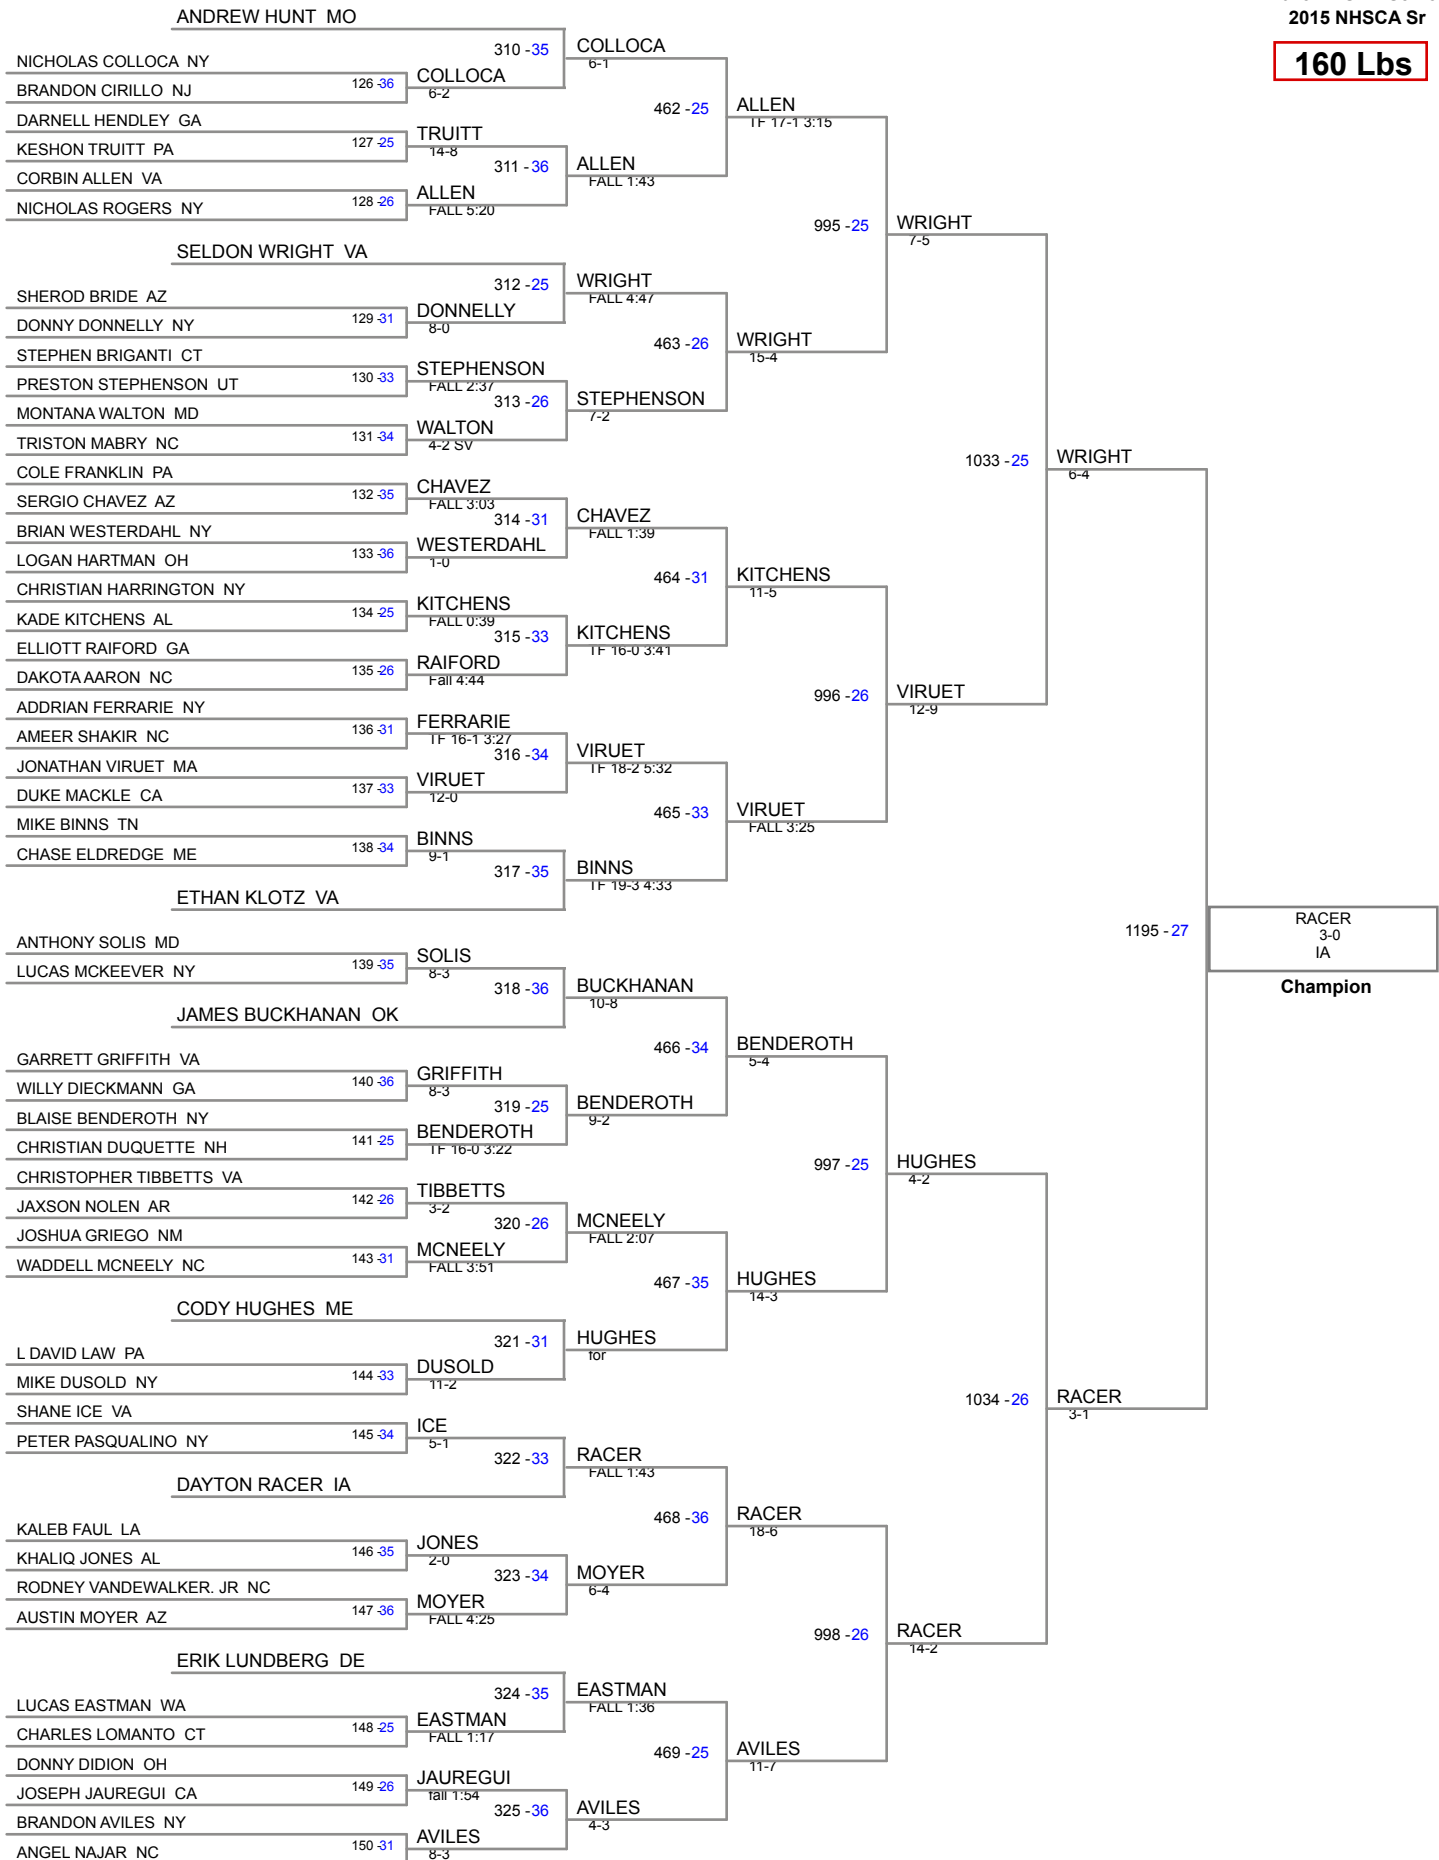 2015 NHSCA Sr
160 Lbs
ANDREW HUNT MO
310 -35
COLLOCA
6-1
NICHOLAS COLLOCA NY
126 -36
COLLOCA
6-2
BRANDON CIRILLO NJ
462 -25
ALLEN
TF 17-1 3:15
DARNELL HENDLEY GA
127 -25
TRUITT
14-8
KESHON TRUITT PA
311 -36
ALLEN
FALL 1:43
CORBIN ALLEN VA
128 -26
ALLEN
FALL 5:20
NICHOLAS ROGERS NY
995 -25
WRIGHT
7-5
SELDON WRIGHT VA
312 -25
WRIGHT
FALL 4:47
SHEROD BRIDE AZ
129 -31
DONNELLY
8-0
DONNY DONNELLY NY
463 -26
WRIGHT
15-4
STEPHEN BRIGANTI CT
130 -33
STEPHENSON
FALL 2:37
PRESTON STEPHENSON UT
313 -26
STEPHENSON
7-2
MONTANA WALTON MD
131 -34
WALTON
4-2 SV
TRISTON MABRY NC
1033 -25
WRIGHT
6-4
COLE FRANKLIN PA
132 -35
CHAVEZ
FALL 3:03
SERGIO CHAVEZ AZ
314 -31
CHAVEZ
FALL 1:39
BRIAN WESTERDAHL NY
133 -36
WESTERDAHL
1-0
LOGAN HARTMAN OH
464 -31
KITCHENS
11-5
CHRISTIAN HARRINGTON NY
134 -25
KITCHENS
FALL 0:39
KADE KITCHENS AL
315 -33
KITCHENS
TF 16-0 3:41
ELLIOTT RAIFORD GA
135 -26
RAIFORD
Fall 4:44
DAKOTA AARON NC
996 -26
VIRUET
12-9
ADDRIAN FERRARIE NY
136 -31
FERRARIE
TF 16-1 3:27
AMEER SHAKIR NC
316 -34
VIRUET
TF 18-2 5:32
JONATHAN VIRUET MA
137 -33
VIRUET
12-0
DUKE MACKLE CA
465 -33
VIRUET
FALL 3:25
MIKE BINNS TN
138 -34
BINNS
9-1
CHASE ELDREDGE ME
317 -35
BINNS
TF 19-3 4:33
ETHAN KLOTZ VA
1195 - 27
RACER
3-0
IA
Champion
ANTHONY SOLIS MD
139 -35
SOLIS
8-3
LUCAS MCKEEVER NY
318 -36
BUCKHANAN
10-8
JAMES BUCKHANAN OK
466 -34
BENDEROTH
5-4
GARRETT GRIFFITH VA
140 -36
GRIFFITH
8-3
WILLY DIECKMANN GA
319 -25
BENDEROTH
9-2
BLAISE BENDEROTH NY
141 -25
BENDEROTH
TF 16-0 3:22
CHRISTIAN DUQUETTE NH
997 -25
HUGHES
4-2
CHRISTOPHER TIBBETTS VA
142 -26
TIBBETTS
3-2
JAXSON NOLEN AR
320 -26
MCNEELY
FALL 2:07
JOSHUA GRIEGO NM
143 -31
MCNEELY
FALL 3:51
WADDELL MCNEELY NC
467 -35
HUGHES
14-3
CODY HUGHES ME
321 -31
HUGHES
for
L DAVID LAW PA
144 -33
DUSOLD
11-2
MIKE DUSOLD NY
1034 -26
RACER
3-1
SHANE ICE VA
145 -34
ICE
5-1
PETER PASQUALINO NY
322 -33
RACER
FALL 1:43
DAYTON RACER IA
468 -36
RACER
18-6
KALEB FAUL LA
146 -35
JONES
2-0
KHALIQ JONES AL
323 -34
MOYER
6-4
RODNEY VANDEWALKER. JR NC
147 -36
MOYER
FALL 4:25
AUSTIN MOYER AZ
998 -26
RACER
14-2
ERIK LUNDBERG DE
324 -35
EASTMAN
FALL 1:36
LUCAS EASTMAN WA
148 -25
EASTMAN
FALL 1:17
CHARLES LOMANTO CT
469 -25
AVILES
11-7
DONNY DIDION OH
149 -26
JAUREGUI
fall 1:54
JOSEPH JAUREGUI CA
325 -36
AVILES
4-3
BRANDON AVILES NY
150 -31
AVILES
8-3
ANGEL NAJAR NC